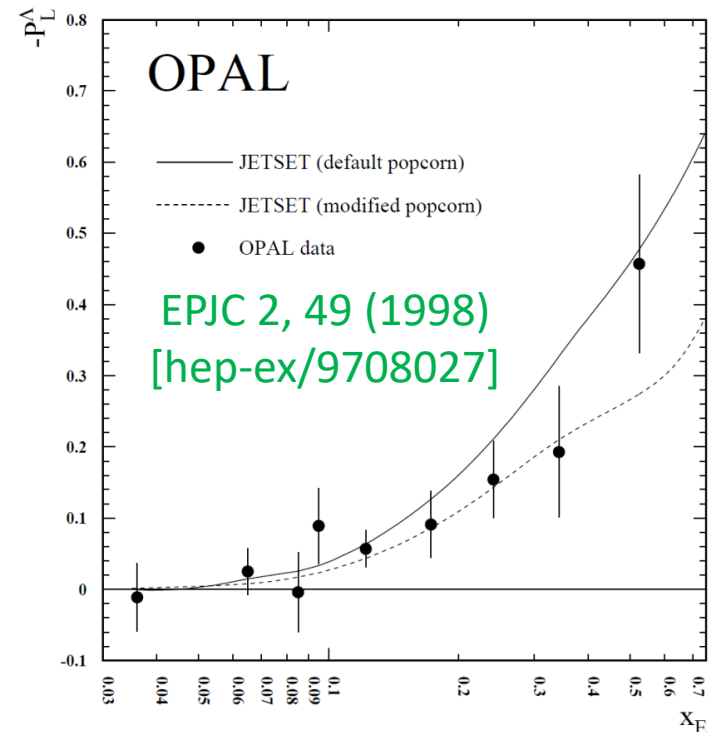 -P_L^Λ
0.8
OPAL
0.7
0.6
JETSET (default popcorn)
JETSET (modified popcorn)
0.5
OPAL data
0.4
EPJC 2, 49 (1998)
0.3
[hep-ex/9708027]
0.2
0.1
0
-0.1
0.03 0.04 0.05 0.06 0.07 0.08 0.09 0.1 0.2 0.3 0.4 0.5 0.6 0.7
x_E